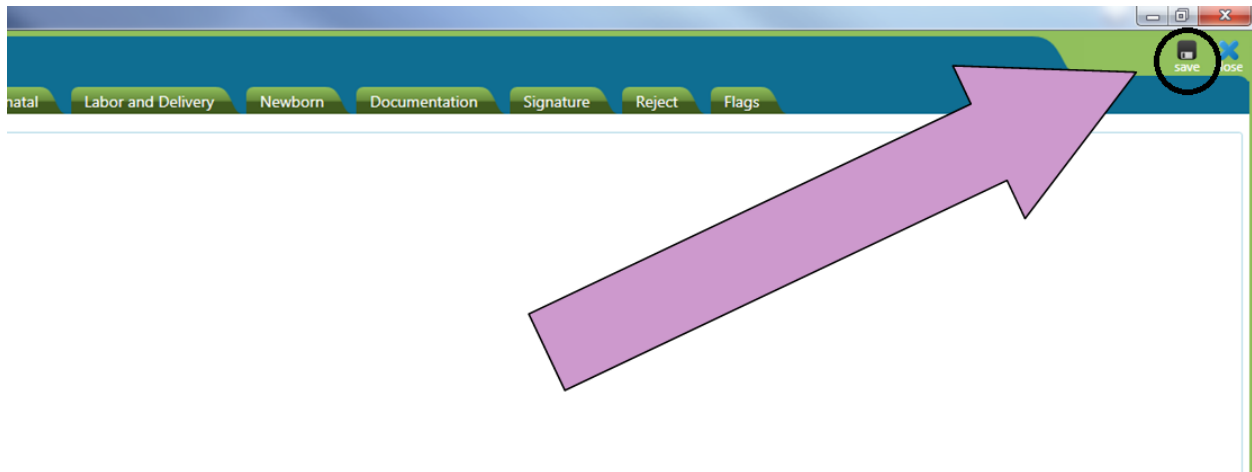 save lose
natal Labor and Delivery Newborn Documentation Signature Reject Flags